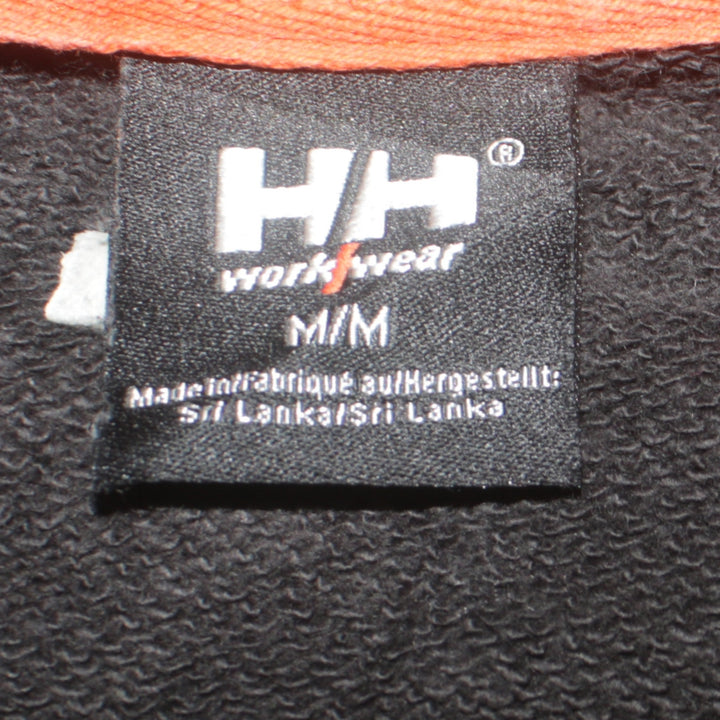 H/H®
work/wear
M/M
Made in/Fabriqué au/Hergestellt:
Sri Lanka/Sri Lanka